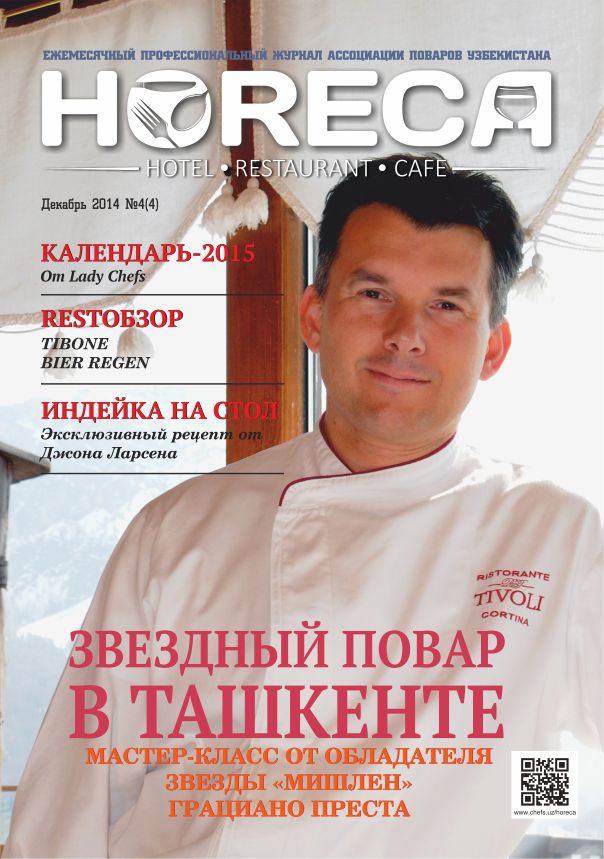 ЕЖЕМЕСЯЧНЫЙ ПРОФЕССИОНАЛЬНЫЙ ЖУРНАЛ АССОЦИАЦИИ ПОВАРОВ УЗБЕКИСТАНА
HORECA
HOTEL • RESTAURANT • CAFE
Декабрь 2014 №4(4)
КАЛЕНДАРЬ-2015
От Lady Chefs
RESTОБЗОР
TIBONE
BIER REGEN
ИНДЕЙКА НА СТОЛ
Эксклюзивный рецепт от
Джона Ларсена
RISTORANTE
TIVOLI
CORTINA
ЗВЕЗДНЫЙ ПОВАР
В ТАШКЕНТЕ
МАСТЕР-КЛАСС ОТ ОБЛАДАТЕЛЯ
ЗВЕЗДЫ «МИШЛЕН»
ГРАЦИАНО ПРЕСТА
www.chefs.uz/horeca